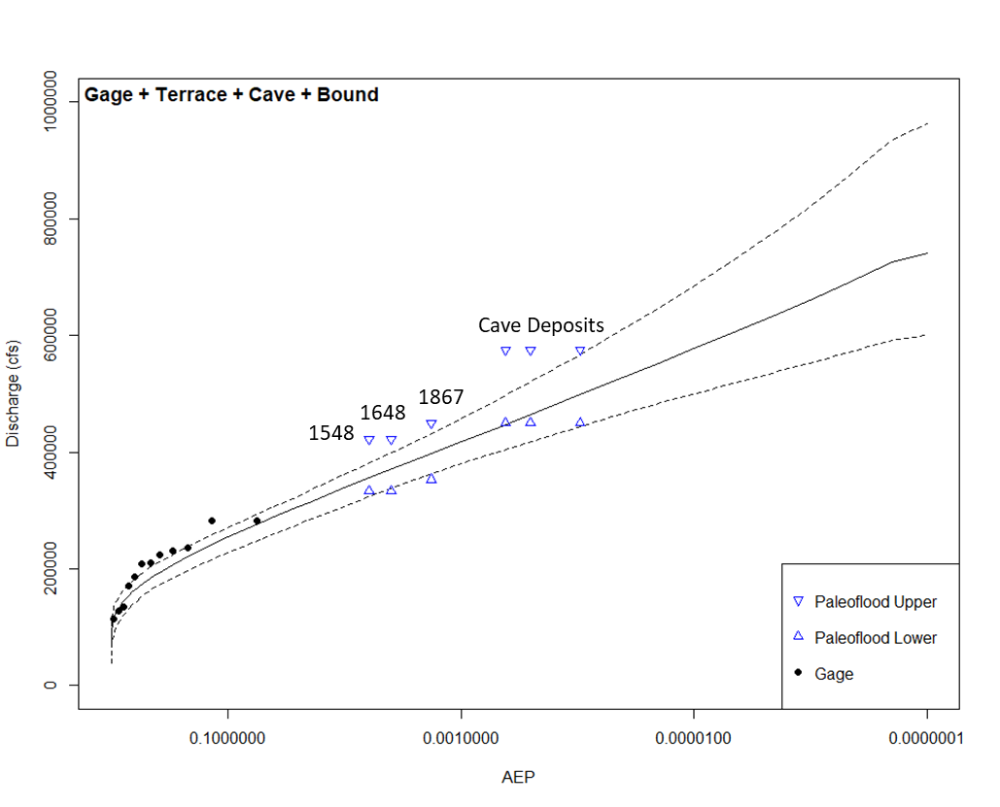 Gage + Terrace + Cave + Bound
1000000
800000
600000
400000
200000
0
Discharge (cfs)
Cave Deposits
1867
1648
1548
Paleoflood Upper
Paleoflood Lower
Gage
0.1000000
0.0010000
0.0000100
0.0000001
AEP